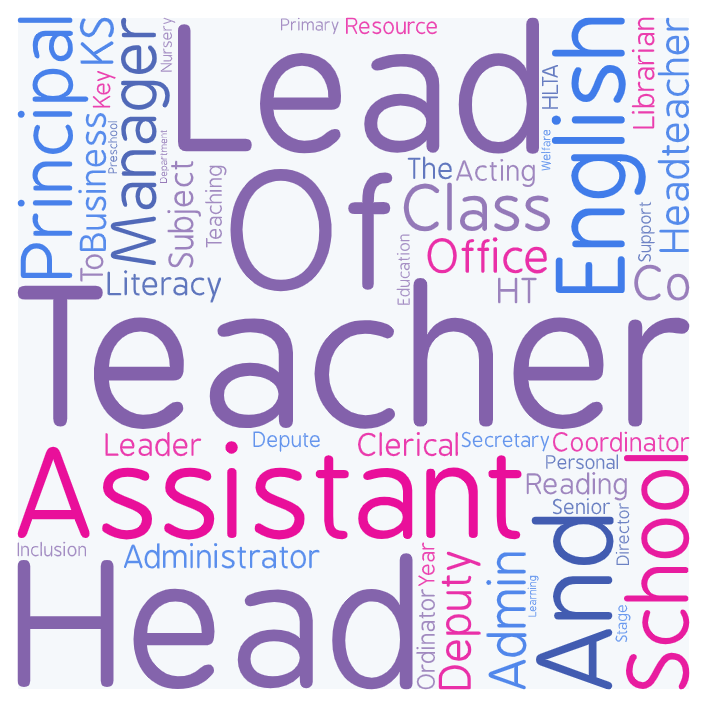 Principal
KS
Manager
Nursery
Primary
Resource
Lead
HLTA
English
Librarian
Headteacher
Key
To
Business
Preschool
Department
Subject
Teaching
Of
The
Acting
Welfare
Class
Support
Office
Education
Literacy
HT
Co
Teacher
Leader
Depute
Clerical
Secretary
Coordinator
Assistant
Personal
Reading
Senior
Director
School
Inclusion
Administrator
Head
Year
Ordinator
Deputy
Admin
Learning
And
Stage